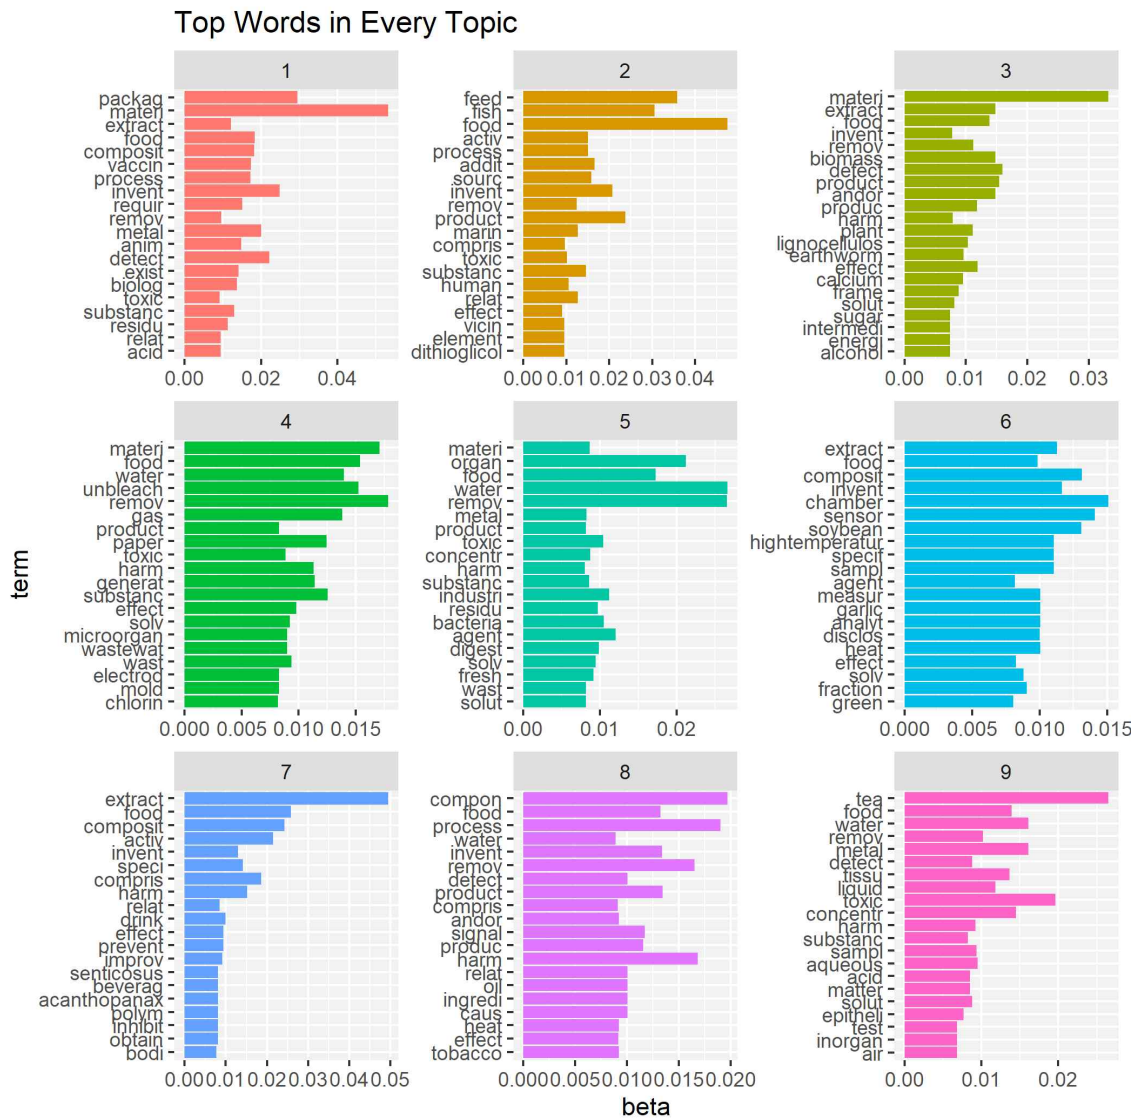 Top Words in Every Topic
1
packag
materi
extract
food
composit
vaccin
process
invent
requir
remov
metal
anim
detect
exist
biolog
toxic
substanc
residu
relat
acid
0.00 0.02 0.04
2
feed
fish
food
activ
process
addit
sourc
invent
remov
product
marin
compris
toxic
substanc
human
relat
effect
vicin
element
dithioglicol
0.00 0.01 0.02 0.03 0.04
3
materi
extract
food
invent
remov
biomass
detect
product
andor
produc
harm
plant
lignocellulos
earthworm
effect
calcium
frame
solut
sugar
intermedi
energi
alcohol
0.00 0.01 0.02 0.03
4
materi
food
water
unbleach
remov
gas
product
paper
toxic
harm
generat
substanc
effect
solv
microorgan
wastewat
wast
electrod
mold
chlorin
0.000 0.005 0.010 0.015
5
materi
organ
food
water
remov
metal
product
toxic
concentr
harm
substanc
industri
residu
bacteria
agent
digest
solv
fresh
wast
solut
0.00 0.01 0.02
6
extract
food
composit
invent
chamber
sensor
soybean
hightemperatur
specif
sampl
agent
measur
garlic
analyt
disclos
heat
effect
solv
fraction
green
0.000 0.005 0.010 0.015
7
extract
food
composit
activ
invent
speci
compris
harm
relat
drink
effect
prevent
improv
senticosus
beverag
acanthopanax
polym
inhibit
obtain
bodi
0.00 0.01 0.02 0.03 0.04 0.05
8
compon
food
process
water
invent
remov
detect
product
compris
andor
signal
produc
harm
relat
oil
ingredi
caus
heat
effect
tobacco
0.000 0.005 0.010 0.015 0.020
9
tea
food
water
remov
metal
detect
tissu
liquid
toxic
concentr
harm
substanc
sampl
aqueous
acid
matter
solut
epitheli
test
inorgan
air
0.00 0.01 0.02
term
beta